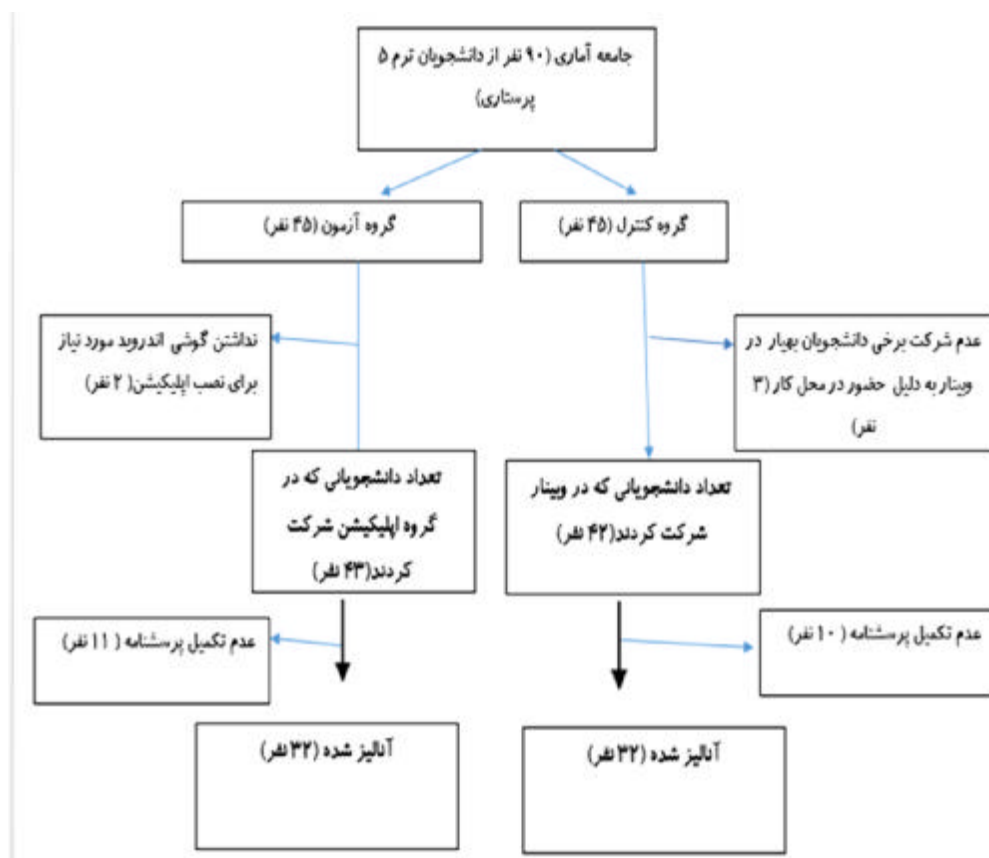 جامعه آماری (۹۰ نفر از دانشجویان ترم ۵
پرستاری)
گروه آزمون (۴۵ نفر)
گروه کنترل (۴۵ نفر)
نداشتن گوشی اندروید مورد نیاز
برای نصب اپلیکیشن( ۲ نفر)
عدم شرکت برخی دانشجویان بهیار در
وبینار به دلیل حضور در محل کار (۳
نفر)
تعداد دانشجویانی که در
گروه اپلیکیشن شرکت
کردند(۴۳ نفر)
تعداد دانشجویانی که در وبینار
شرکت کردند(۴۲ نفر)
عدم تکمیل پرسشنامه ( ۱۱ نفر)
عدم تکمیل پرسشنامه ( ۱۰ نفر)
آنالیز شده (۳۲ نفر)
آنالیز شده (۳۲ نفر)